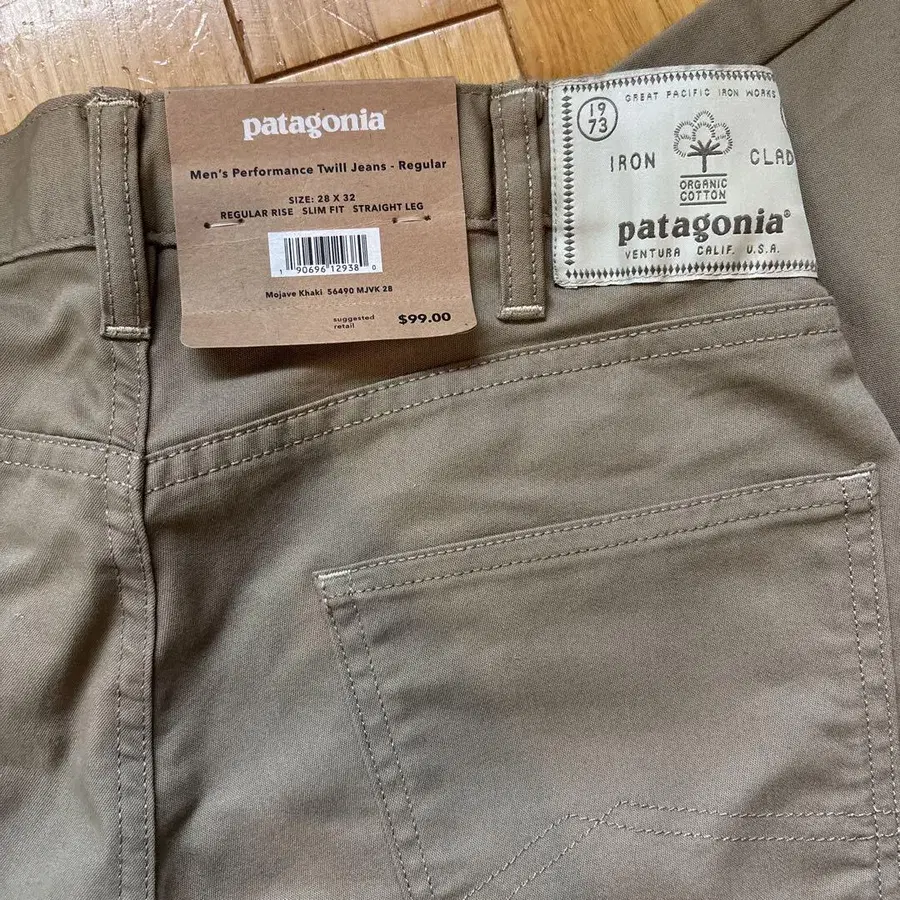 patagonia
Men's Performance Twill Jeans - Regular
SIZE: 28 X 32
REGULAR RISE SLIM FIT STRAIGHT LEG
1 90696 12938 0
Mojave Khaki 56490 MJVK 28
suggested
retail
$99.00
GREAT PACIFIC IRON WORKS
19
73
IRON CLAD
ORGANIC
COTTON
patagonia®
VENTURA CALIF. U.S.A.